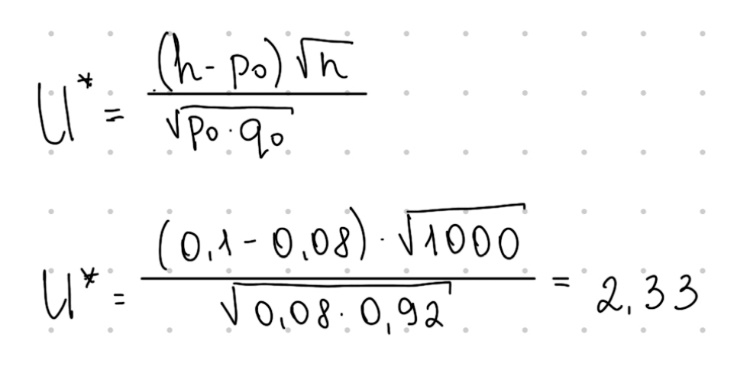 U* = (h - p₀)√n / √p₀·q₀
U* = (0,1 - 0,08)·√1000 / √0,08·0,92 = 2,33